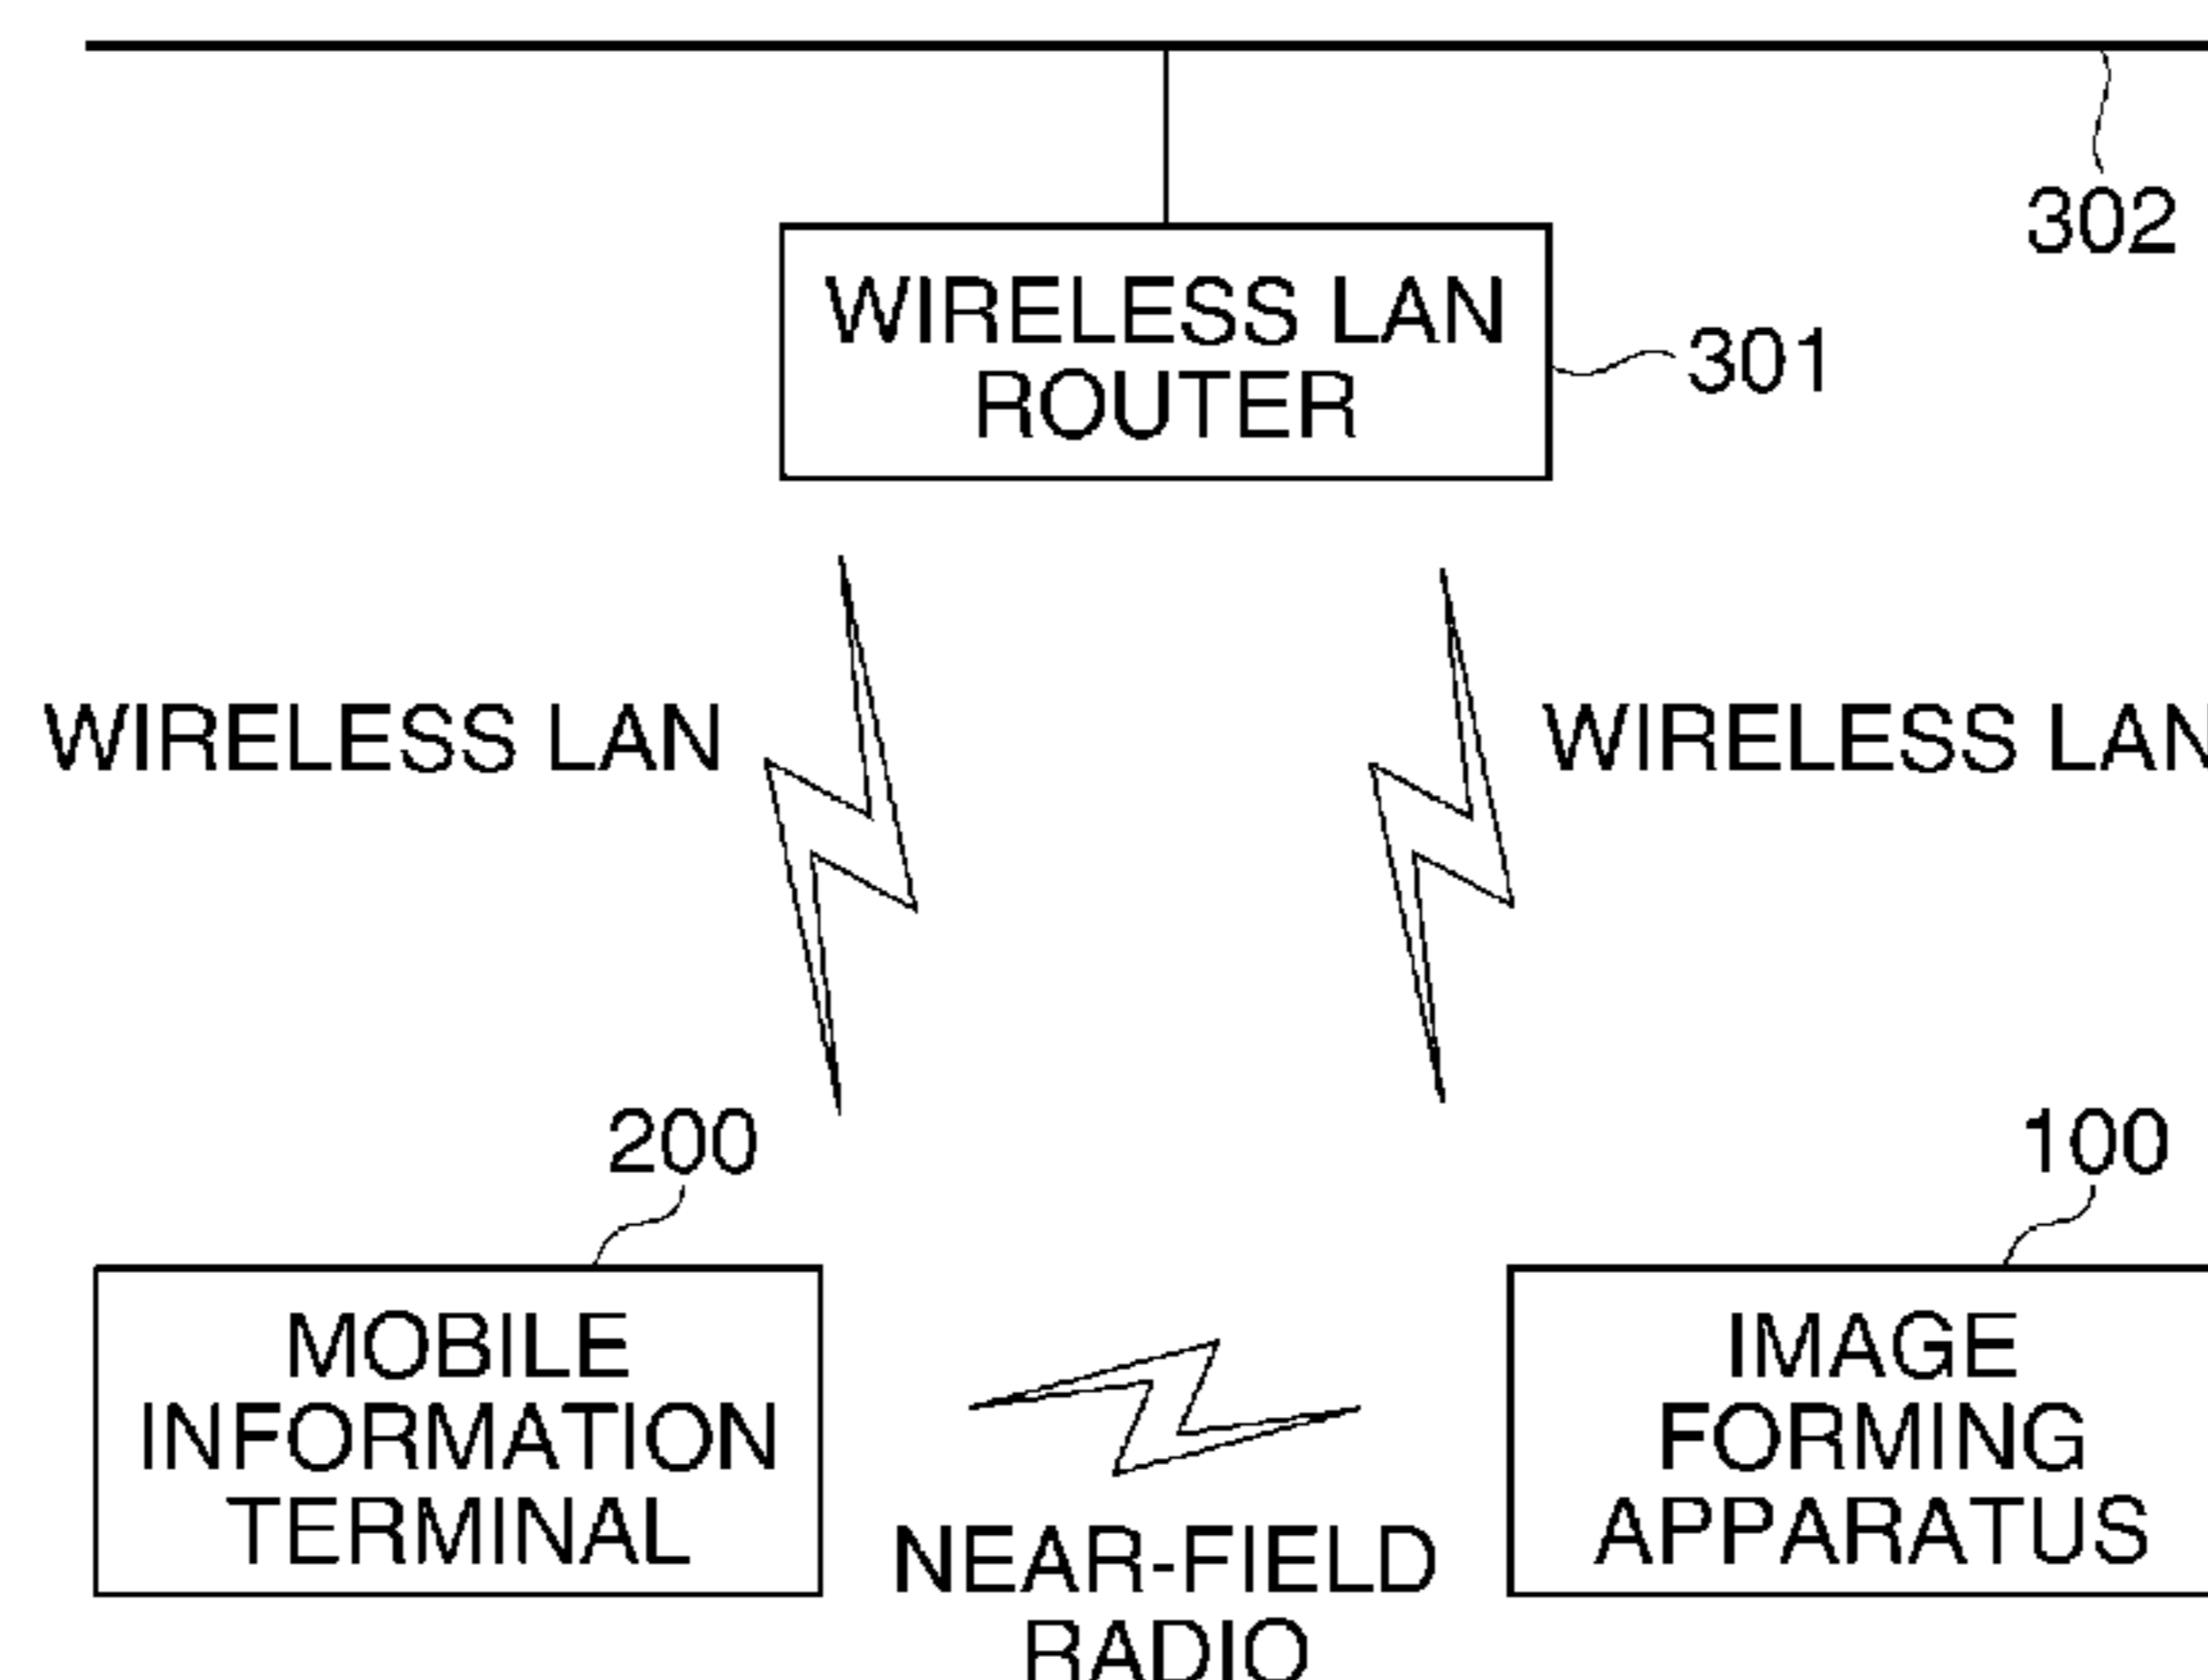 302
WIRELESS LAN
ROUTER
301
WIRELESS LAN
WIRELESS LAN
200
100
MOBILE
INFORMATION
TERMINAL
IMAGE
FORMING
APPARATUS
NEAR-FIELD
RADIO